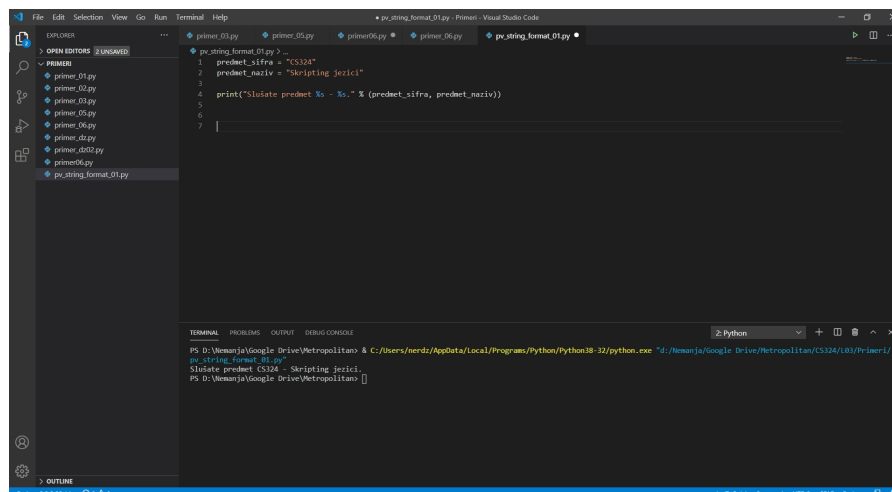 File Edit Selection View Go Run Terminal Help
● pv_string_format_01.py - Primeri - Visual Studio Code
EXPLORER ···
primer_03.py primer_05.py primer06.py ● primer_06.py pv_string_format_01.py ●
OPEN EDITORS 2 UNSAVED
PRIMERI
primer_01.py
primer_02.py
primer_03.py
primer_05.py
primer_06.py
primer_dz.py
primer_dz02.py
primer06.py
pv_string_format_01.py
OUTLINE
pv_string_format_01.py > ...
1 predmet_sifra = "CS324"
2 predmet_naziv = "Skripting jezici"
3
4 print("Slušate predmet %s - %s." % (predmet_sifra, predmet_naziv))
5
6
7
TERMINAL PROBLEMS OUTPUT DEBUG CONSOLE
2: Python
PS D:\Nemanja\Google Drive\Metropolitan> & C:/Users/nerdz/AppData/Local/Programs/Python/Python38-32/python.exe "d:/Nemanja/Google Drive/Metropolitan/CS324/L03/Primeri/
pv_string_format_01.py"
Slušate predmet CS324 - Skripting jezici.
PS D:\Nemanja\Google Drive\Metropolitan>